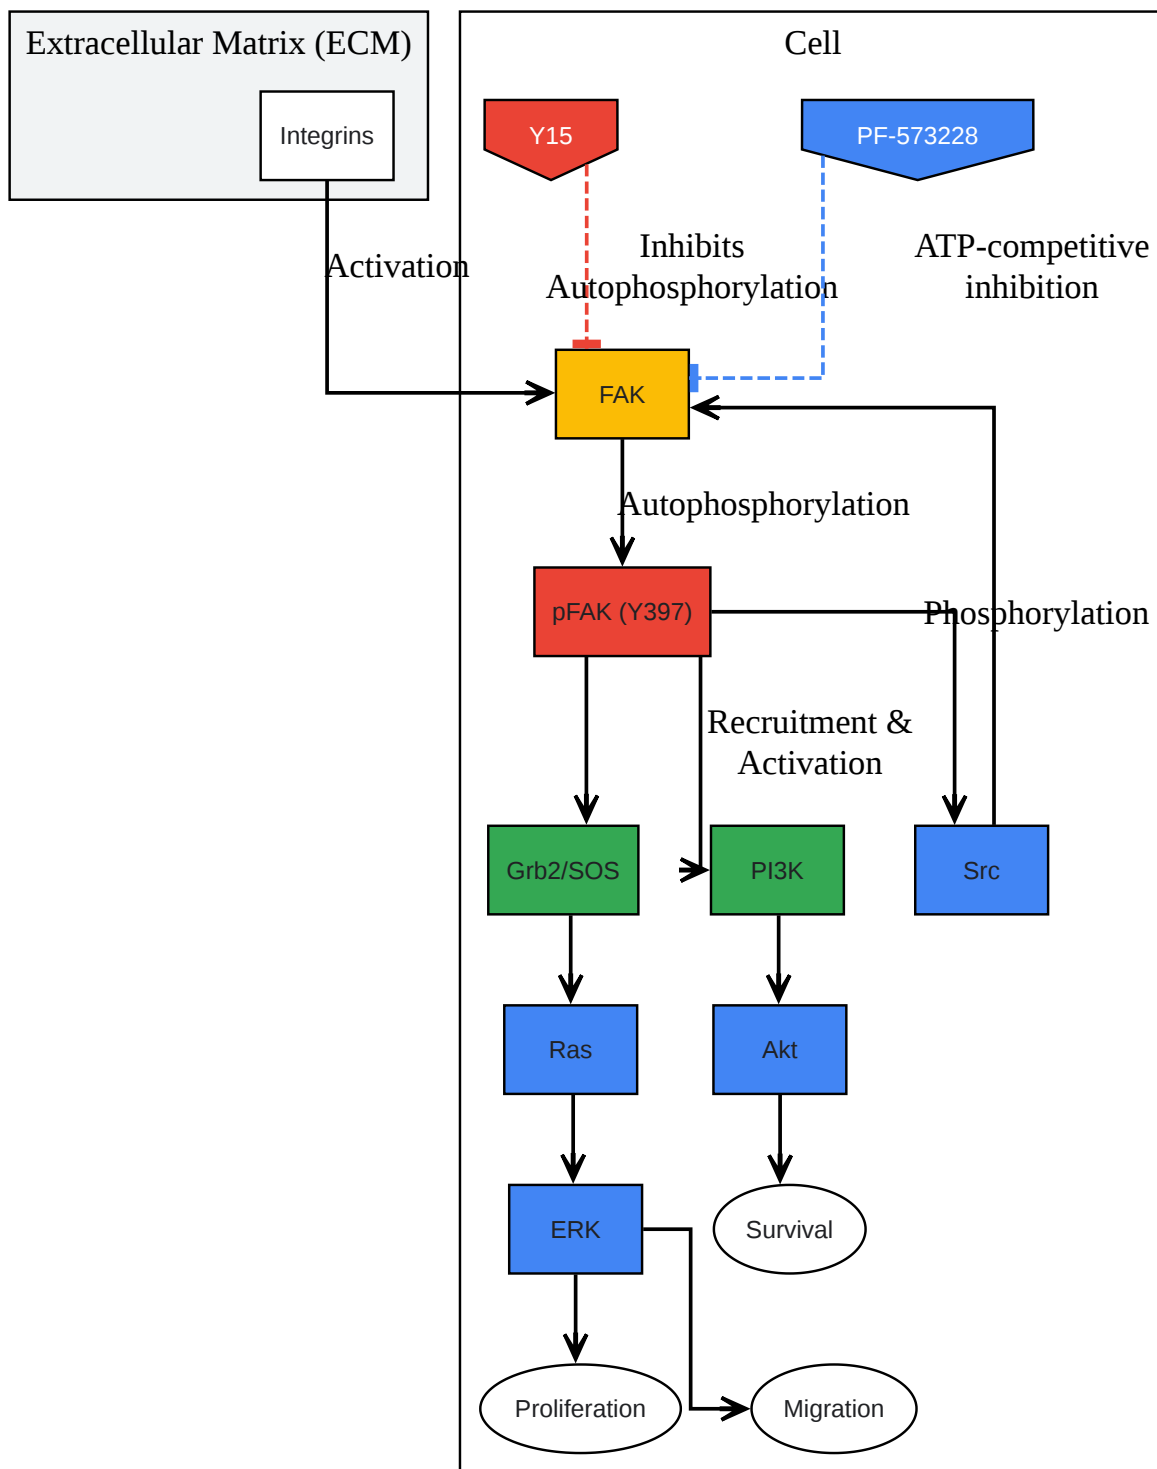 Extracellular Matrix (ECM)
Cell
Integrins
Y15
PF-573228
Activation
Inhibits
Autophosphorylation
ATP-competitive
inhibition
FAK
Autophosphorylation
pFAK (Y397)
Phosphorylation
Recruitment &
Activation
Grb2/SOS
PI3K
Src
Ras
Akt
ERK
Survival
Proliferation
Migration